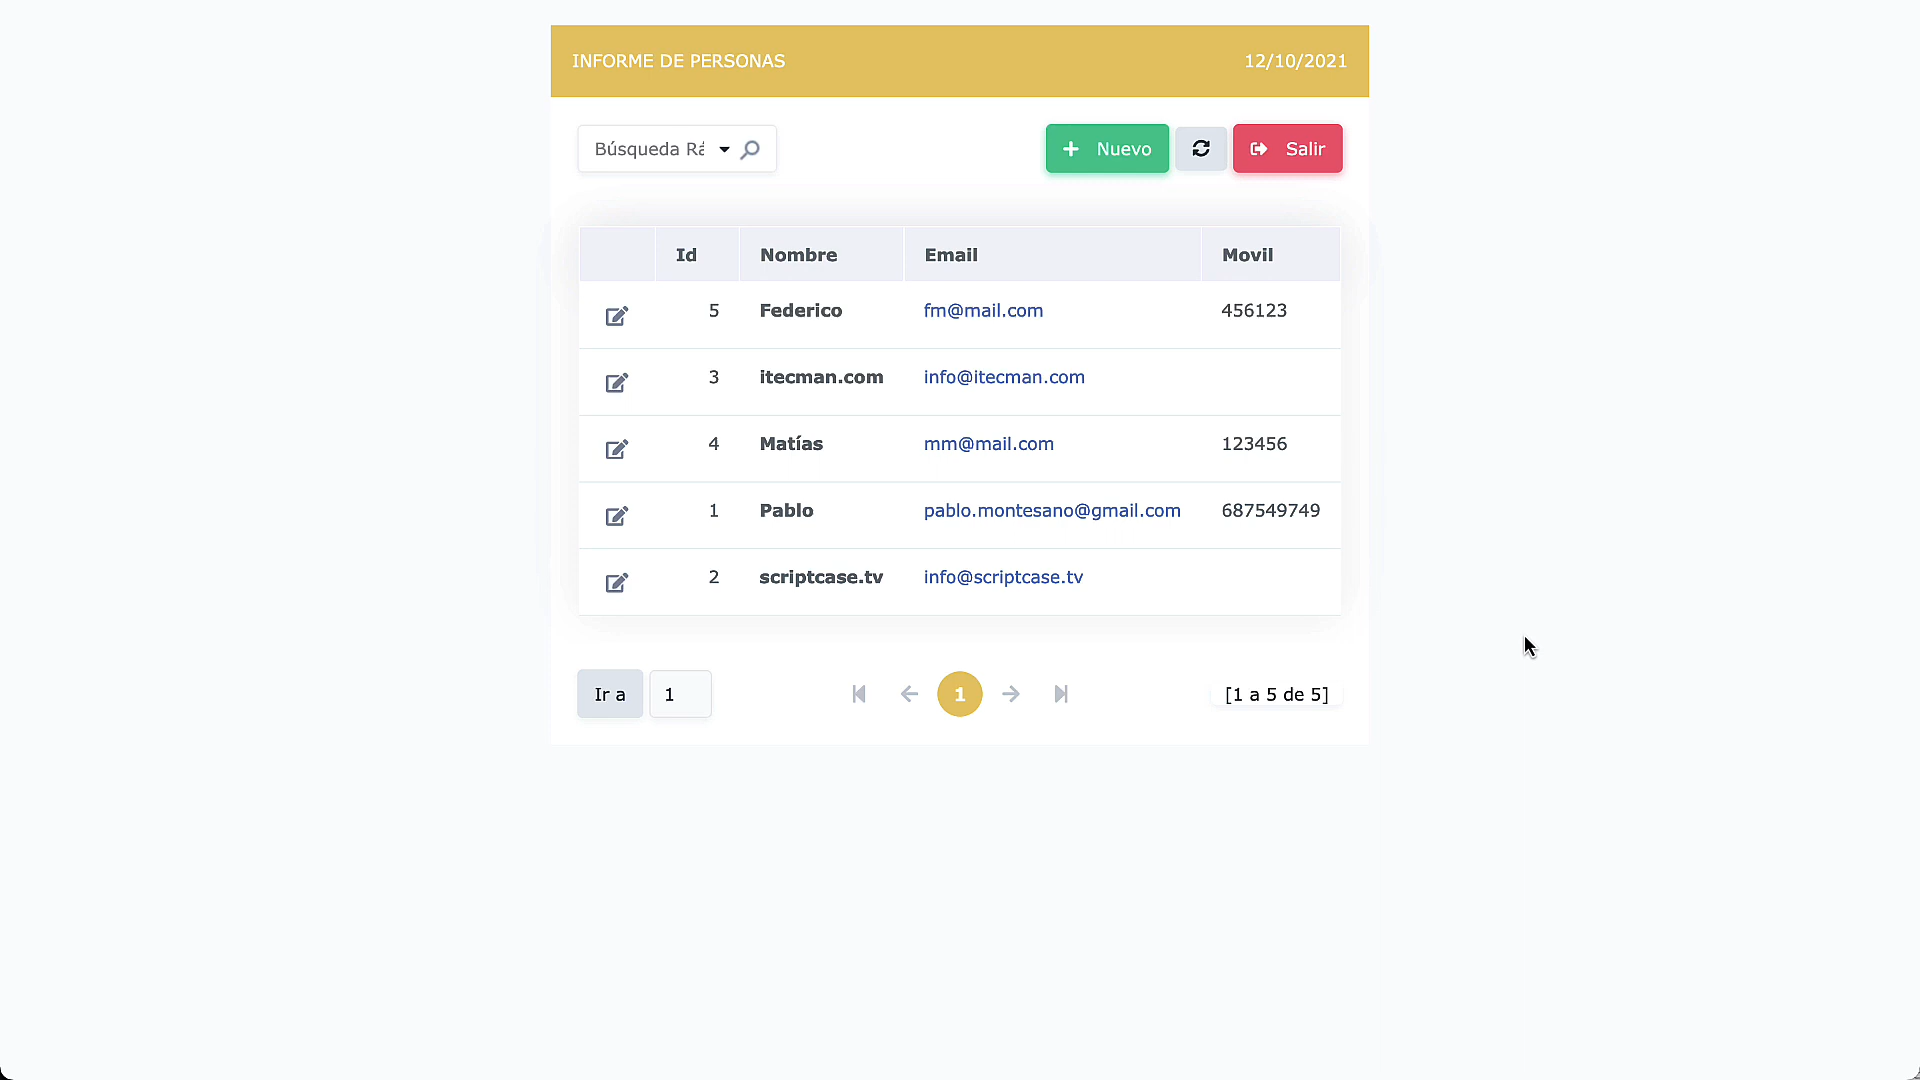 INFORME DE PERSONAS 12/10/2021
Búsqueda Rá Nuevo Salir
Id Nombre Email Movil
5 Federico fm@mail.com 456123
3 itecman.com info@itecman.com
4 Matías mm@mail.com 123456
1 Pablo pablo.montesano@gmail.com 687549749
2 scriptcase.tv info@scriptcase.tv
Ir a 1 1 [1 a 5 de 5]